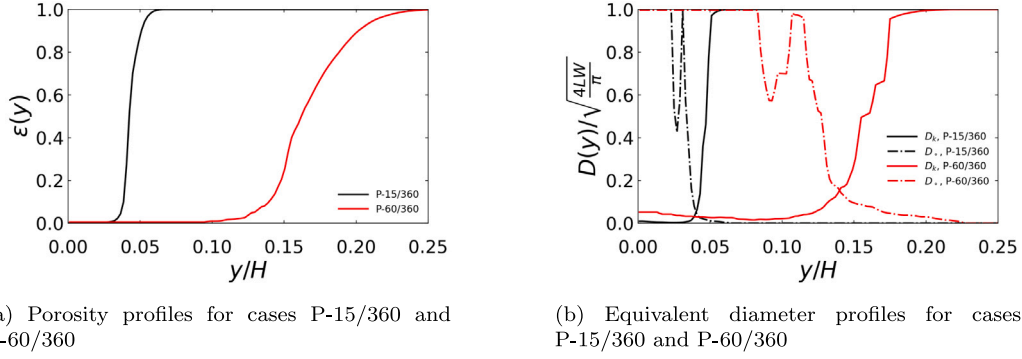 1.0
0.8
0.6
0.4
0.2
0.0
ε(y)
P-15/360
P-60/360
0.00 0.05 0.10 0.15 0.20 0.25
y/H
1.0
0.8
0.6
0.4
0.2
0.0
D(y)/√(4LW/π)
D_k, P-15/360
P-15/360
D_k, P-60/360
P-60/360
0.00 0.05 0.10 0.15 0.20 0.25
y/H
) Porosity profiles for cases P-15/360 and
-60/360
(b) Equivalent diameter profiles for cases
P-15/360 and P-60/360